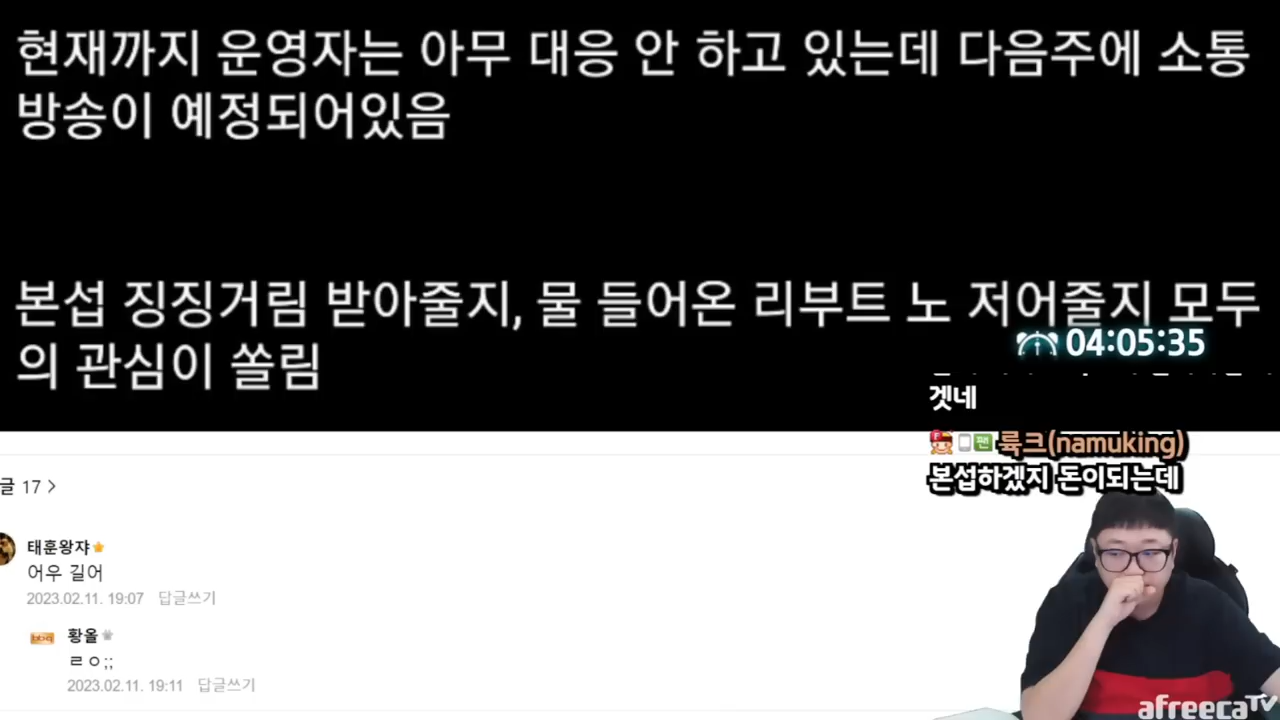 현재까지 운영자는 아무 대응 안 하고 있는데 다음주에 소통
방송이 예정되어있음
본섭 징징거림 받아줄지, 물 들어온 리부트 노 저어줄지 모두
의 관심이 쏠림
04:05:35
겟네
팬 륙크(namuking)
본섭하겠지 돈이되는데
글 17 >
태훈왕쟈
어우 길어
2023.02.11. 19:07 답글쓰기
황올
ㄹㅇ;;
2023.02.11. 19:11 답글쓰기
afreecaTV